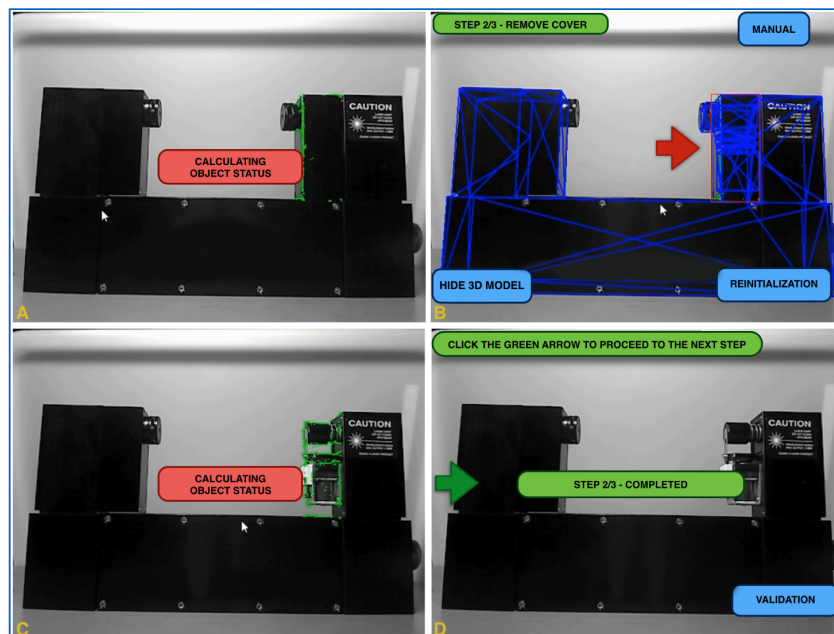 CAUTION
CALCULATING
OBJECT STATUS
A
STEP 2/3 - REMOVE COVER
MANUAL
CAUTION
HIDE 3D MODEL
REINITIALIZATION
B
CAUTION
CALCULATING
OBJECT STATUS
C
CLICK THE GREEN ARROW TO PROCEED TO THE NEXT STEP
CAUTION
STEP 2/3 - COMPLETED
VALIDATION
D